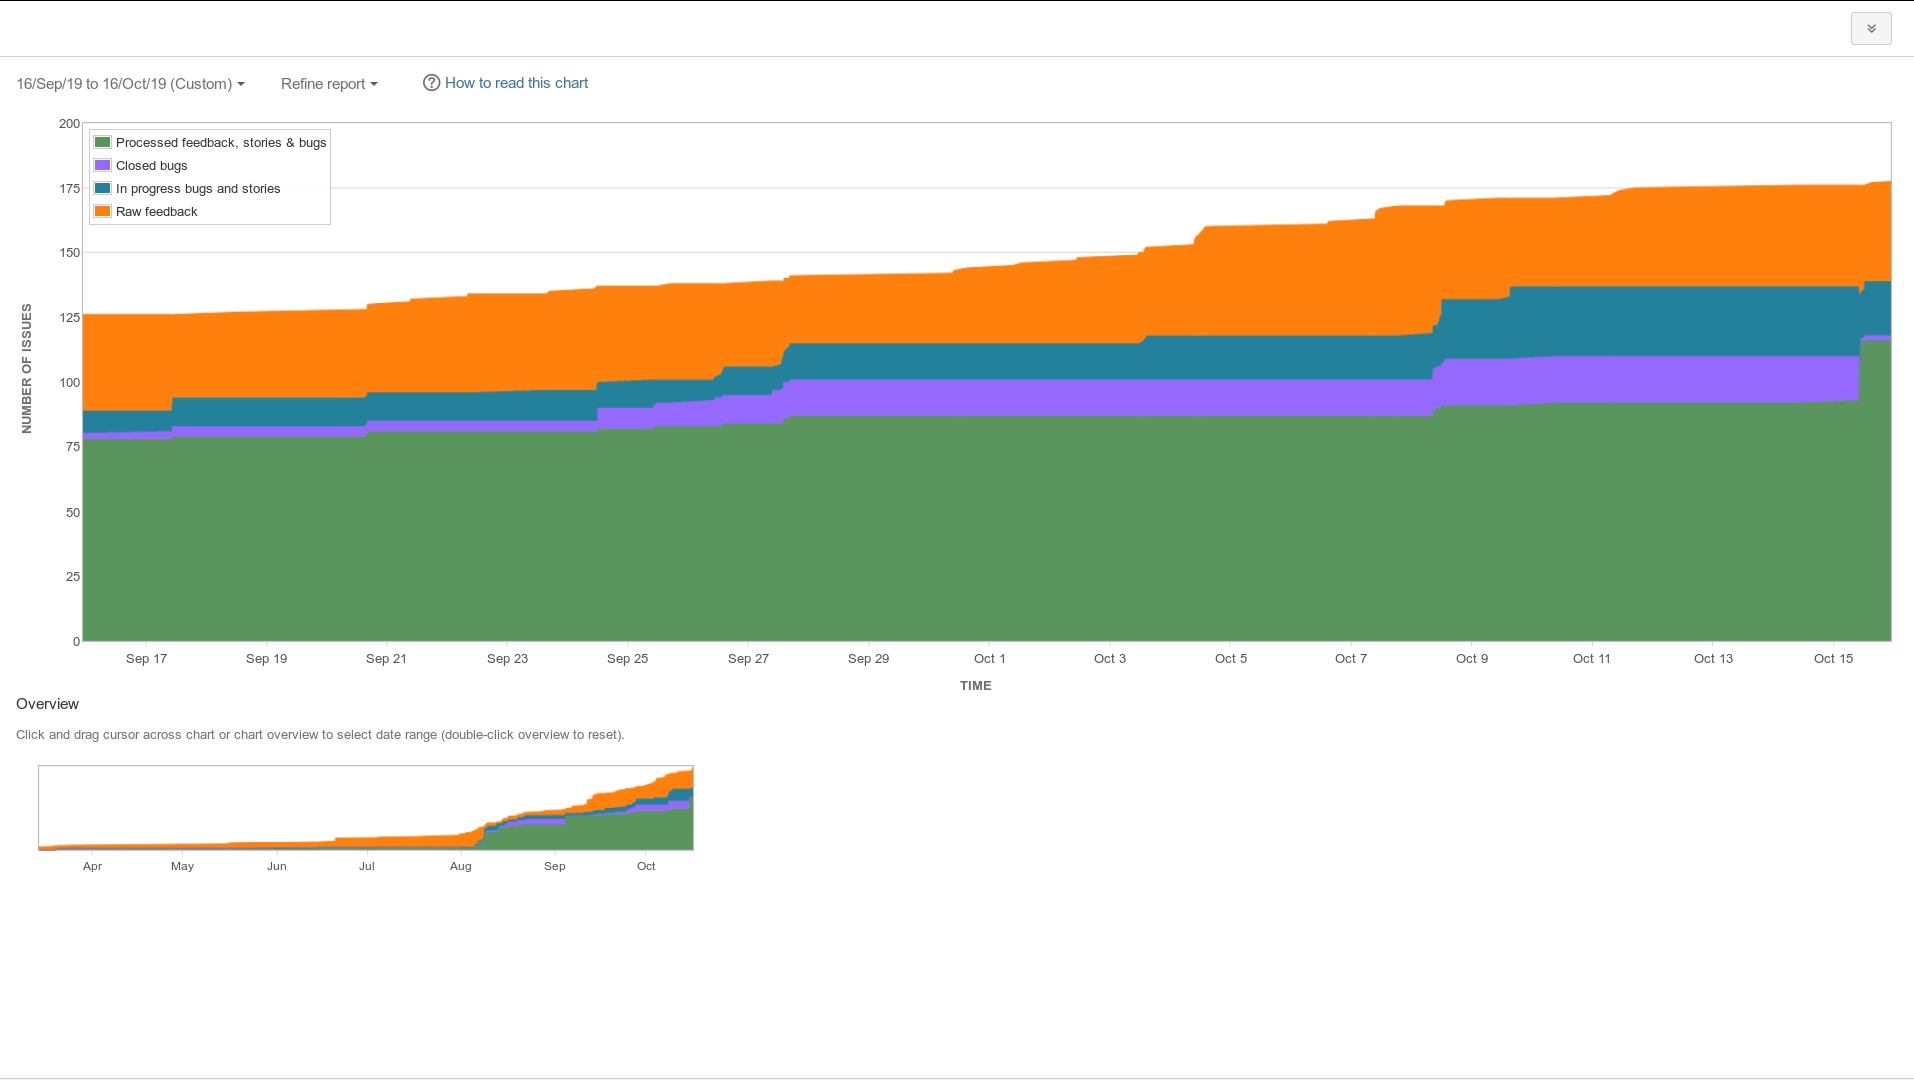 16/Sep/19 to 16/Oct/19 (Custom) Refine report ? How to read this chart
200
Processed feedback, stories & bugs
Closed bugs
175
In progress bugs and stories
Raw feedback
150
125
NUMBER OF ISSUES
100
75
50
25
0
Sep 17 Sep 19 Sep 21 Sep 23 Sep 25 Sep 27 Sep 29 Oct 1 Oct 3 Oct 5 Oct 7 Oct 9 Oct 11 Oct 13 Oct 15
TIME
Overview
Click and drag cursor across chart or chart overview to select date range (double-click overview to reset).
Apr May Jun Jul Aug Sep Oct